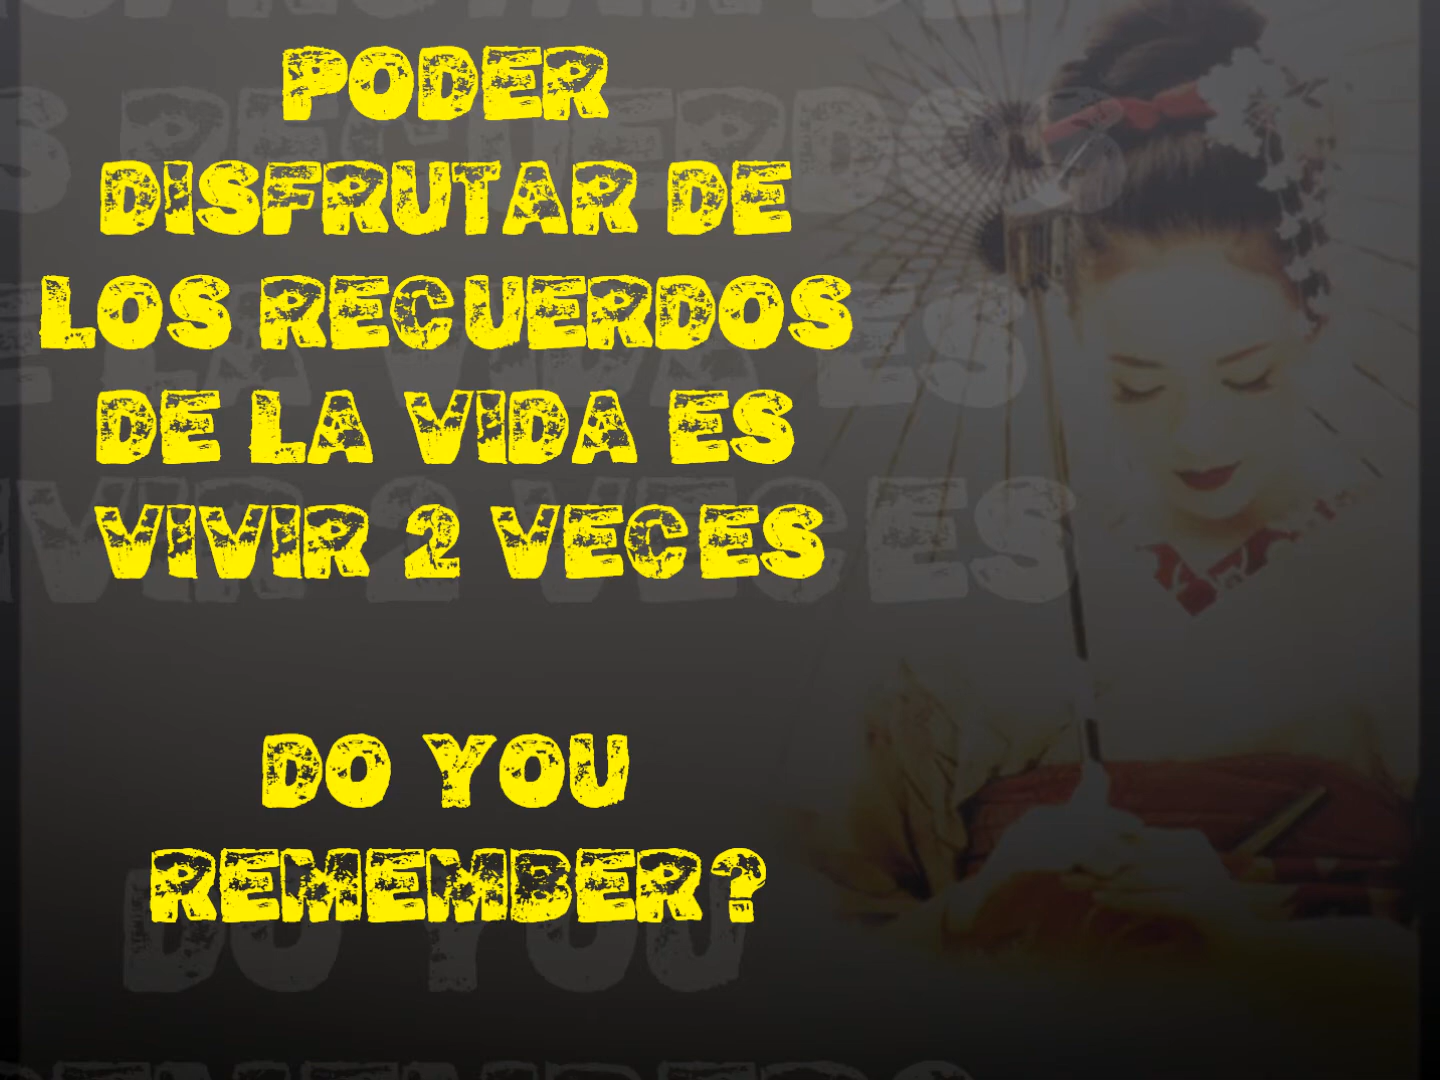 PODER
DISFRUTAR DE
LOS RECUERDOS
DE LA VIDA ES
VIVIR 2 VECES
DO YOU
REMEMBER?